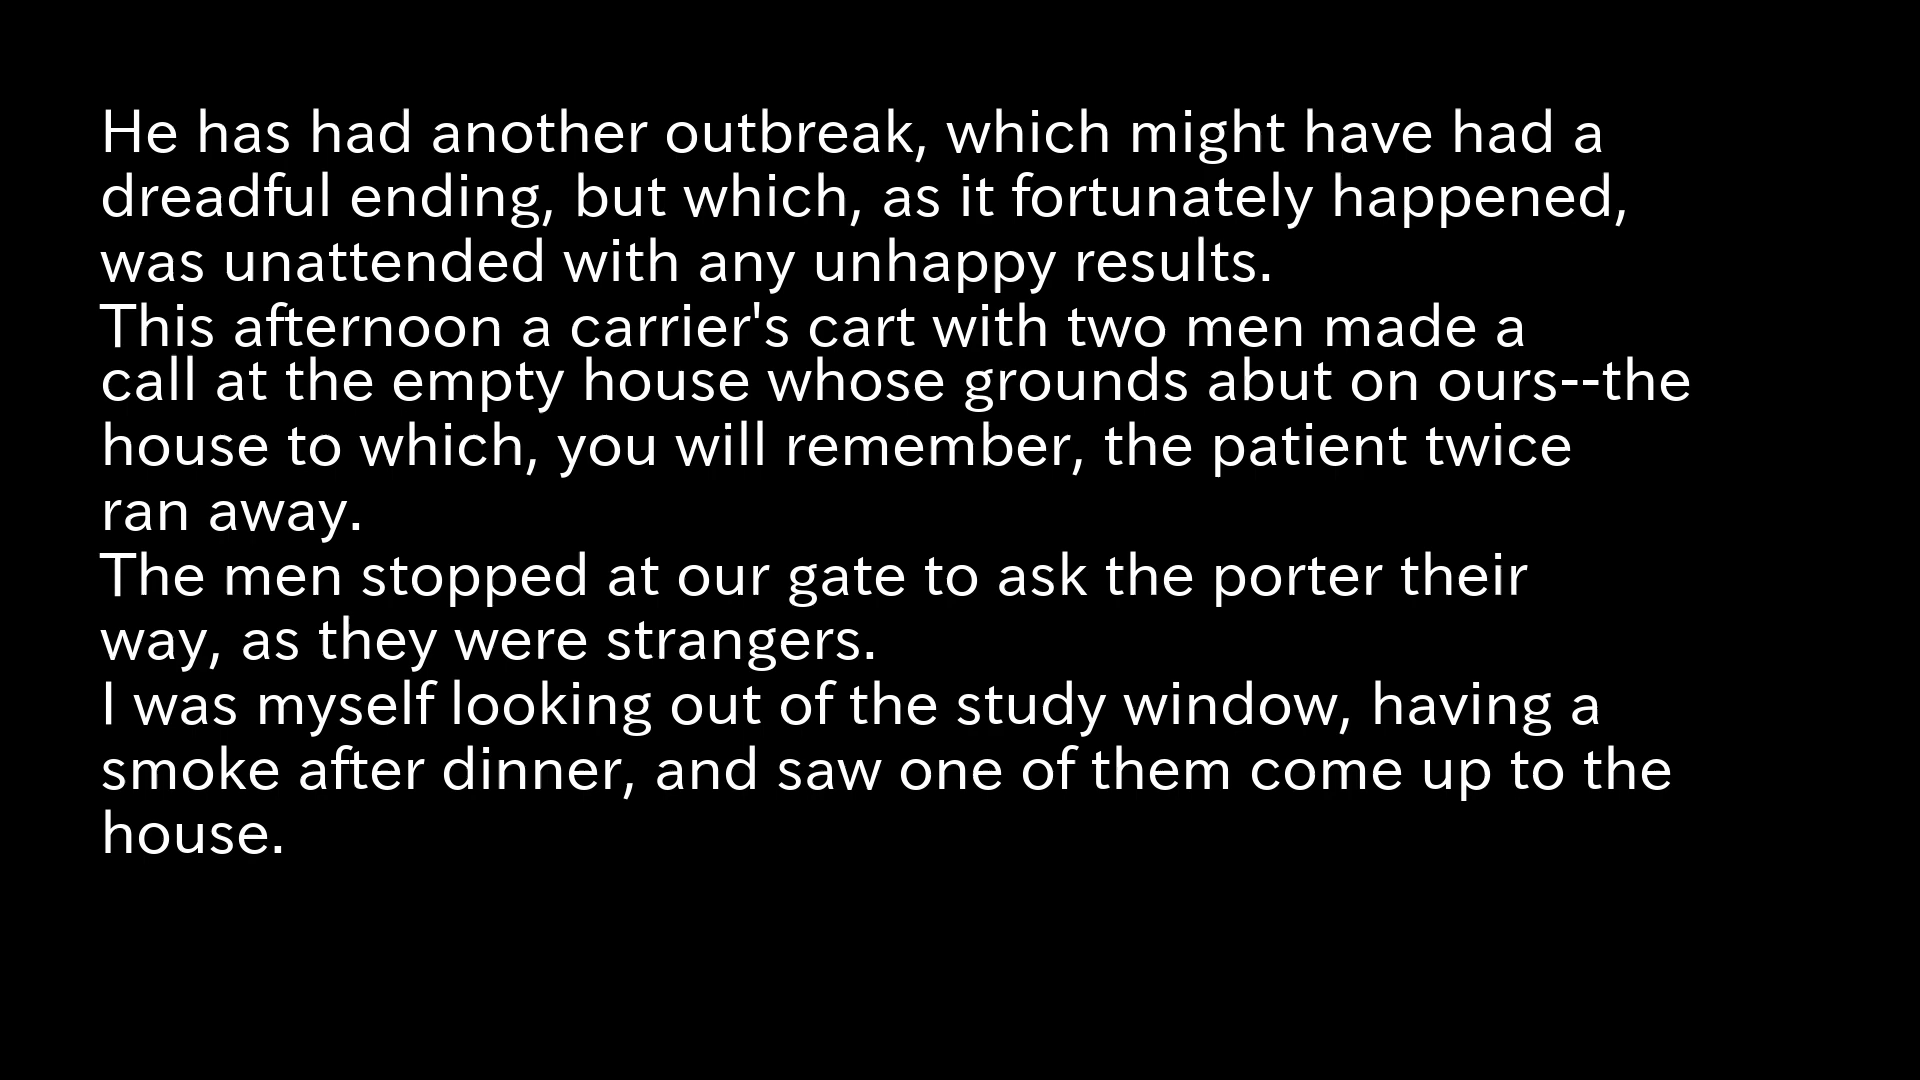 He has had another outbreak, which might have had a
dreadful ending, but which, as it fortunately happened,
was unattended with any unhappy results.
This afternoon a carrier's cart with two men made a
call at the empty house whose grounds abut on ours--the
house to which, you will remember, the patient twice
ran away.
The men stopped at our gate to ask the porter their
way, as they were strangers.
I was myself looking out of the study window, having a
smoke after dinner, and saw one of them come up to the
house.